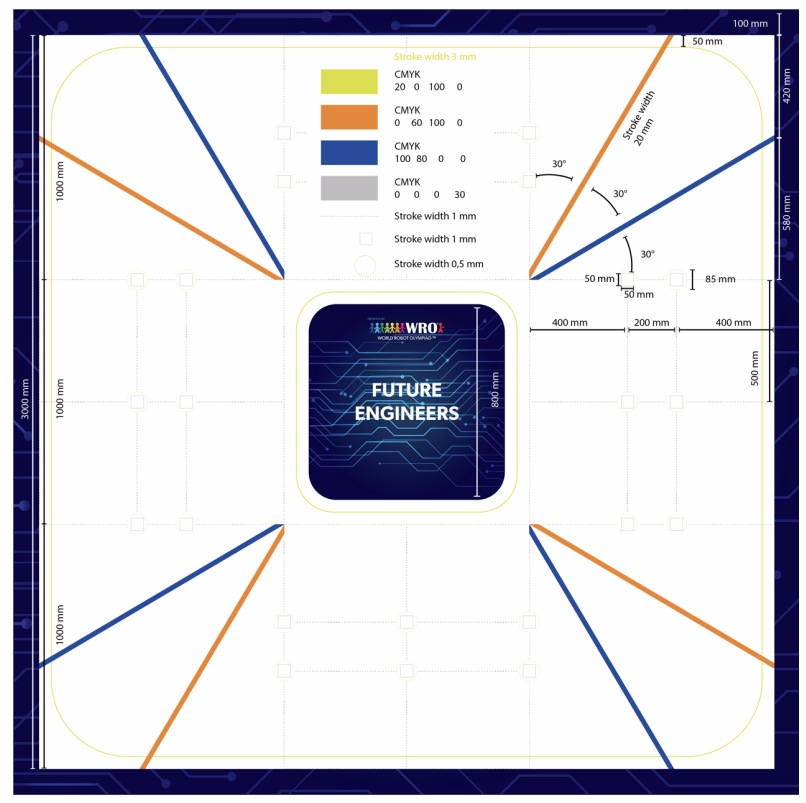 100 mm
50 mm
Stroke width 3 mm
CMYK
20 0 100 0
CMYK
0 60 100 0
CMYK
100 80 0 0
CMYK
0 0 0 30
Stroke width 1 mm
Stroke width 1 mm
Stroke width 0,5 mm
Stroke width
20 mm
420 mm
580 mm
30°
30°
30°
1000 mm
50 mm
50 mm
85 mm
400 mm
200 mm
400 mm
500 mm
WRO
WORLD ROBOT OLYMPIAD™
FUTURE
ENGINEERS
800 mm
3000 mm
1000 mm
1000 mm